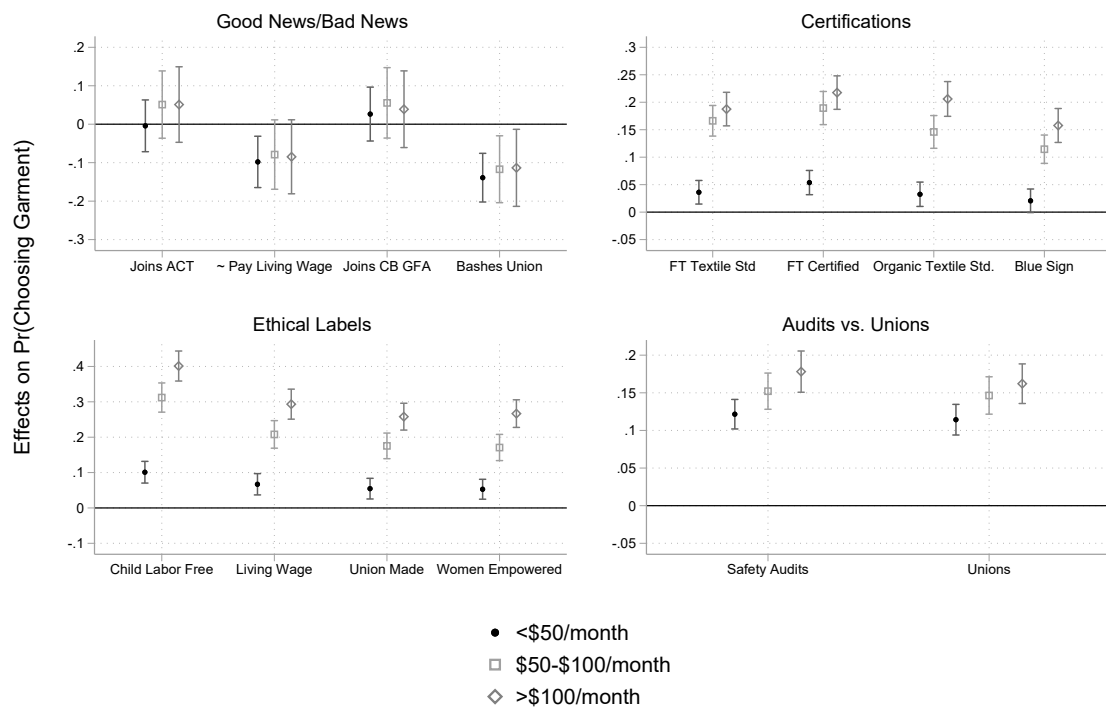 Effects on Pr(Choosing Garment)
Good News/Bad News
.2
.1
0
-.1
-.2
-.3
Joins ACT
~ Pay Living Wage
Joins CB GFA
Bashes Union
Certifications
.3
.25
.2
.15
.1
.05
0
-.05
FT Textile Std
FT Certified
Organic Textile Std.
Blue Sign
Ethical Labels
.4
.3
.2
.1
0
-.1
Child Labor Free
Living Wage
Union Made
Women Empowered
Audits vs. Unions
.2
.15
.1
.05
0
-.05
Safety Audits
Unions
<$50/month
$50-$100/month
>$100/month